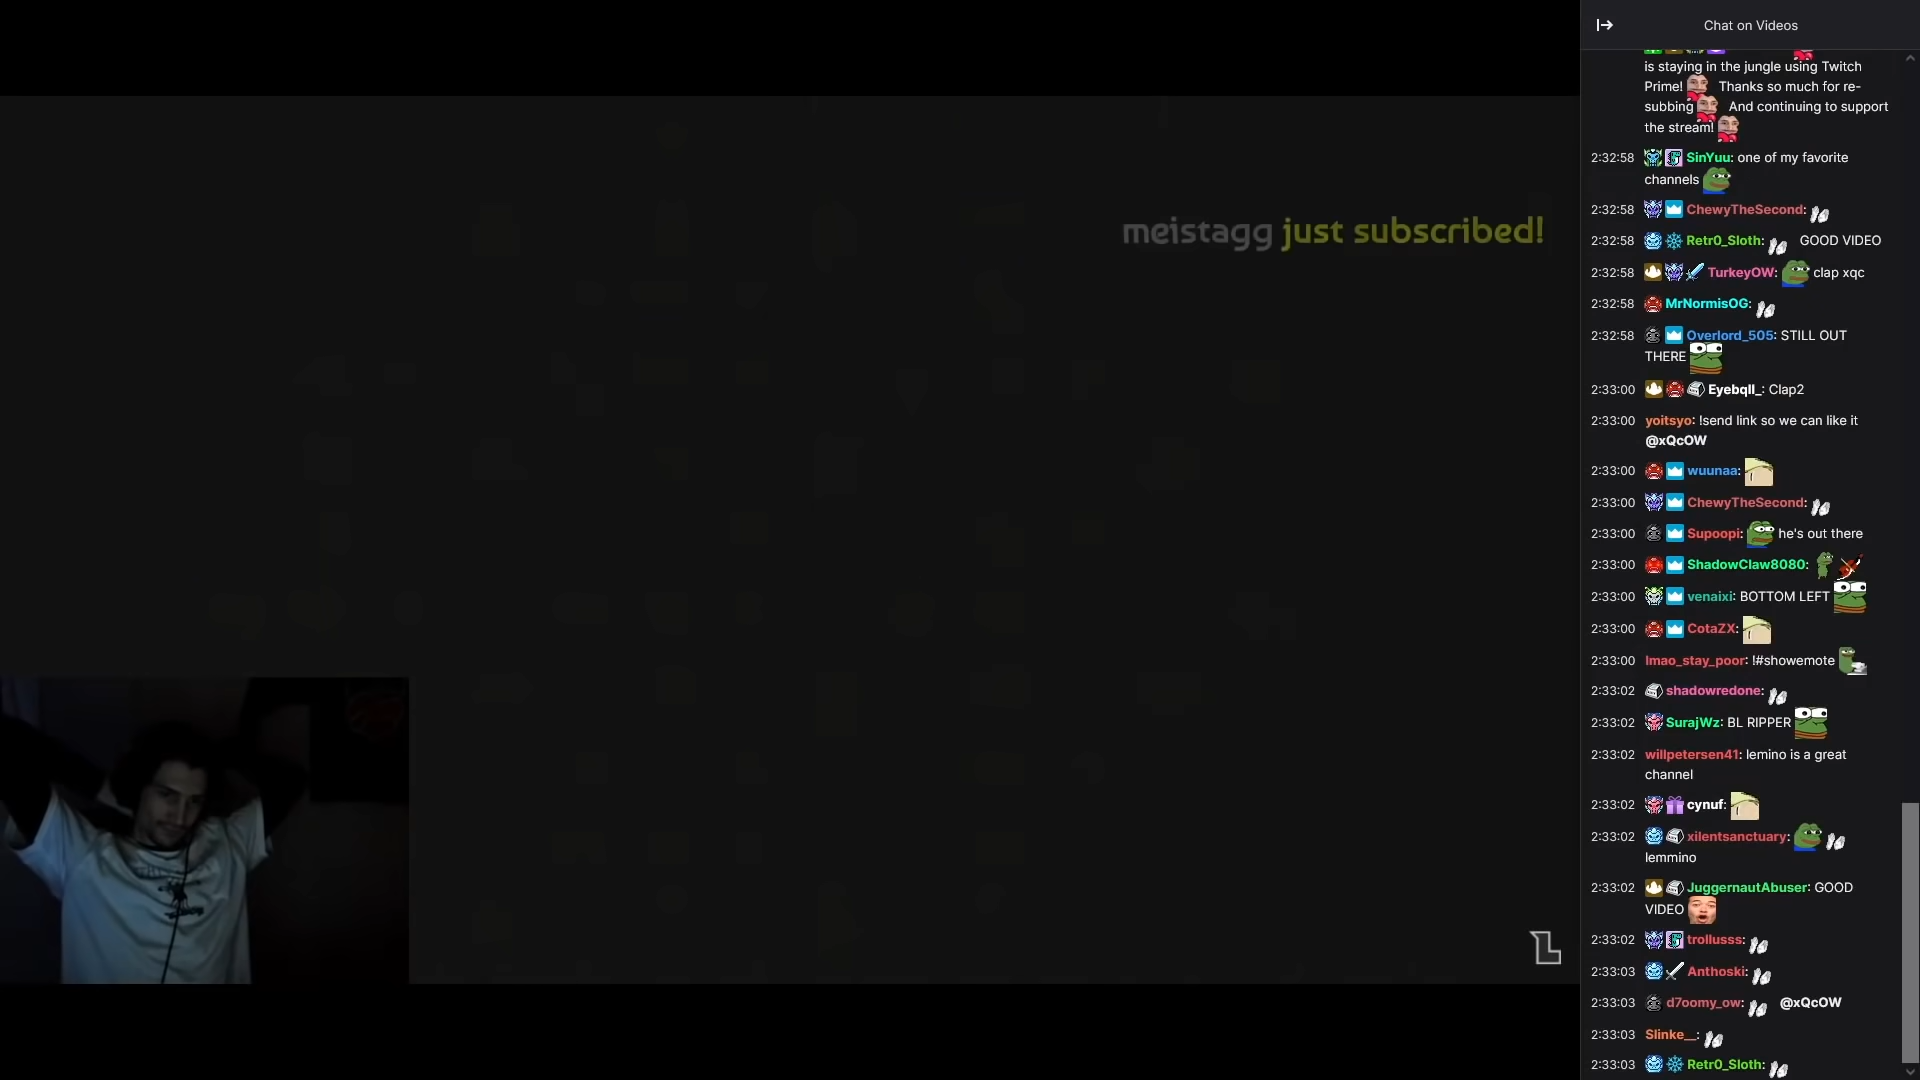 Chat on Videos
is staying in the jungle using Twitch
Prime! Thanks so much for re-
subbing And continuing to support
the stream!
2:32:58 SinYuu: one of my favorite
channels
2:32:58 ChewyTheSecond:
2:32:58 Retr0_Sloth: GOOD VIDEO
2:32:58 TurkeyOW: clap xqc
2:32:58 MrNormisOG:
2:32:58 Overlord_505: STILL OUT
THERE
2:33:00 Eyebqll_: Clap2
2:33:00 yoitsyo: !send link so we can like it
@xQcOW
2:33:00 wuunaa:
2:33:00 ChewyTheSecond:
2:33:00 Supoopi: he's out there
2:33:00 ShadowClaw8080:
2:33:00 venaixi: BOTTOM LEFT
2:33:00 CotaZX:
2:33:00 lmao_stay_poor: !#showemote
2:33:02 shadowredone:
2:33:02 SurajWz: BL RIPPER
2:33:02 willpetersen41: lemino is a great
channel
2:33:02 cynuf:
2:33:02 xilentsanctuary:
lemmino
2:33:02 JuggernautAbuser: GOOD
VIDEO
2:33:02 trollusss:
2:33:03 Anthoski:
2:33:03 d7oomy_ow: @xQcOW
2:33:03 Slinke__:
2:33:03 Retr0_Sloth:
meistagg just subscribed!